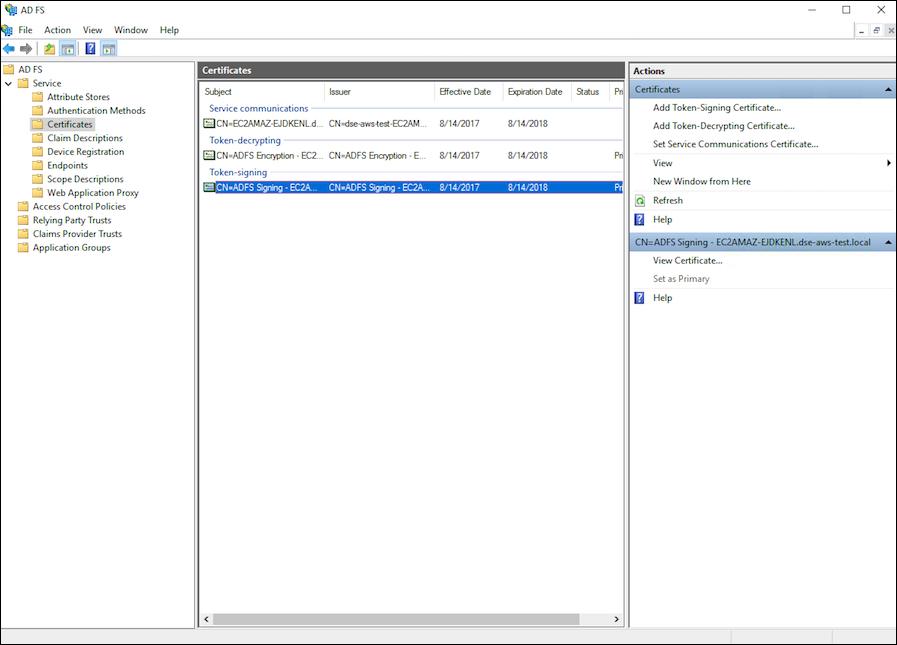 AD FS
File Action View Window Help
AD FS
Service
Attribute Stores
Authentication Methods
Certificates
Claim Descriptions
Device Registration
Endpoints
Scope Descriptions
Web Application Proxy
Access Control Policies
Relying Party Trusts
Claims Provider Trusts
Application Groups
Certificates
Subject Issuer Effective Date Expiration Date Status Pri
Service communications
CN=EC2AMAZ-EJDKENL.d... CN=dse-aws-test-EC2AM... 8/14/2017 8/14/2018
Token-decrypting
CN=ADFS Encryption - EC2... CN=ADFS Encryption - E... 8/14/2017 8/14/2018 Pri
Token-signing
CN=ADFS Signing - EC2A... CN=ADFS Signing - EC2A... 8/14/2017 8/14/2018 Pri
Actions
Certificates
Add Token-Signing Certificate...
Add Token-Decrypting Certificate...
Set Service Communications Certificate...
View
New Window from Here
Refresh
Help
CN=ADFS Signing - EC2AMAZ-EJDKENL.dse-aws-test.local
View Certificate...
Set as Primary
Help